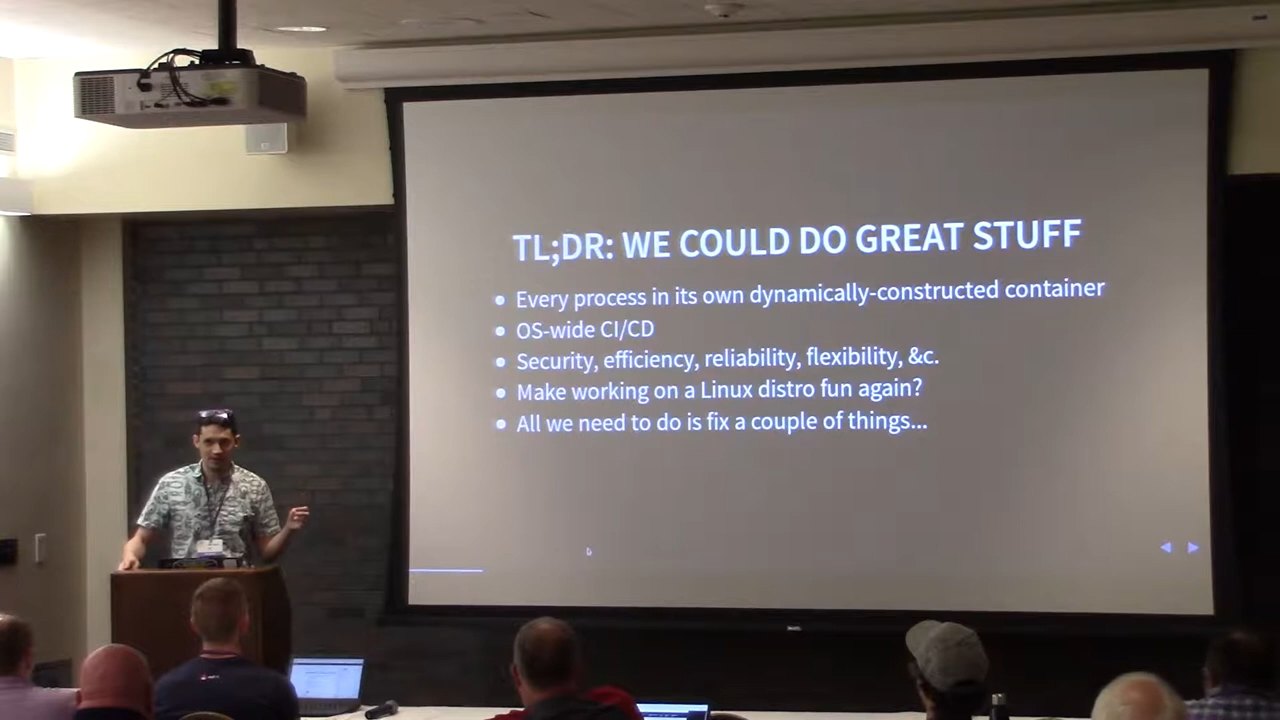 TL;DR: WE COULD DO GREAT STUFF
Every process in its own dynamically-constructed container
OS-wide CI/CD
Security, efficiency, reliability, flexibility, &c.
Make working on a Linux distro fun again?
All we need to do is fix a couple of things...